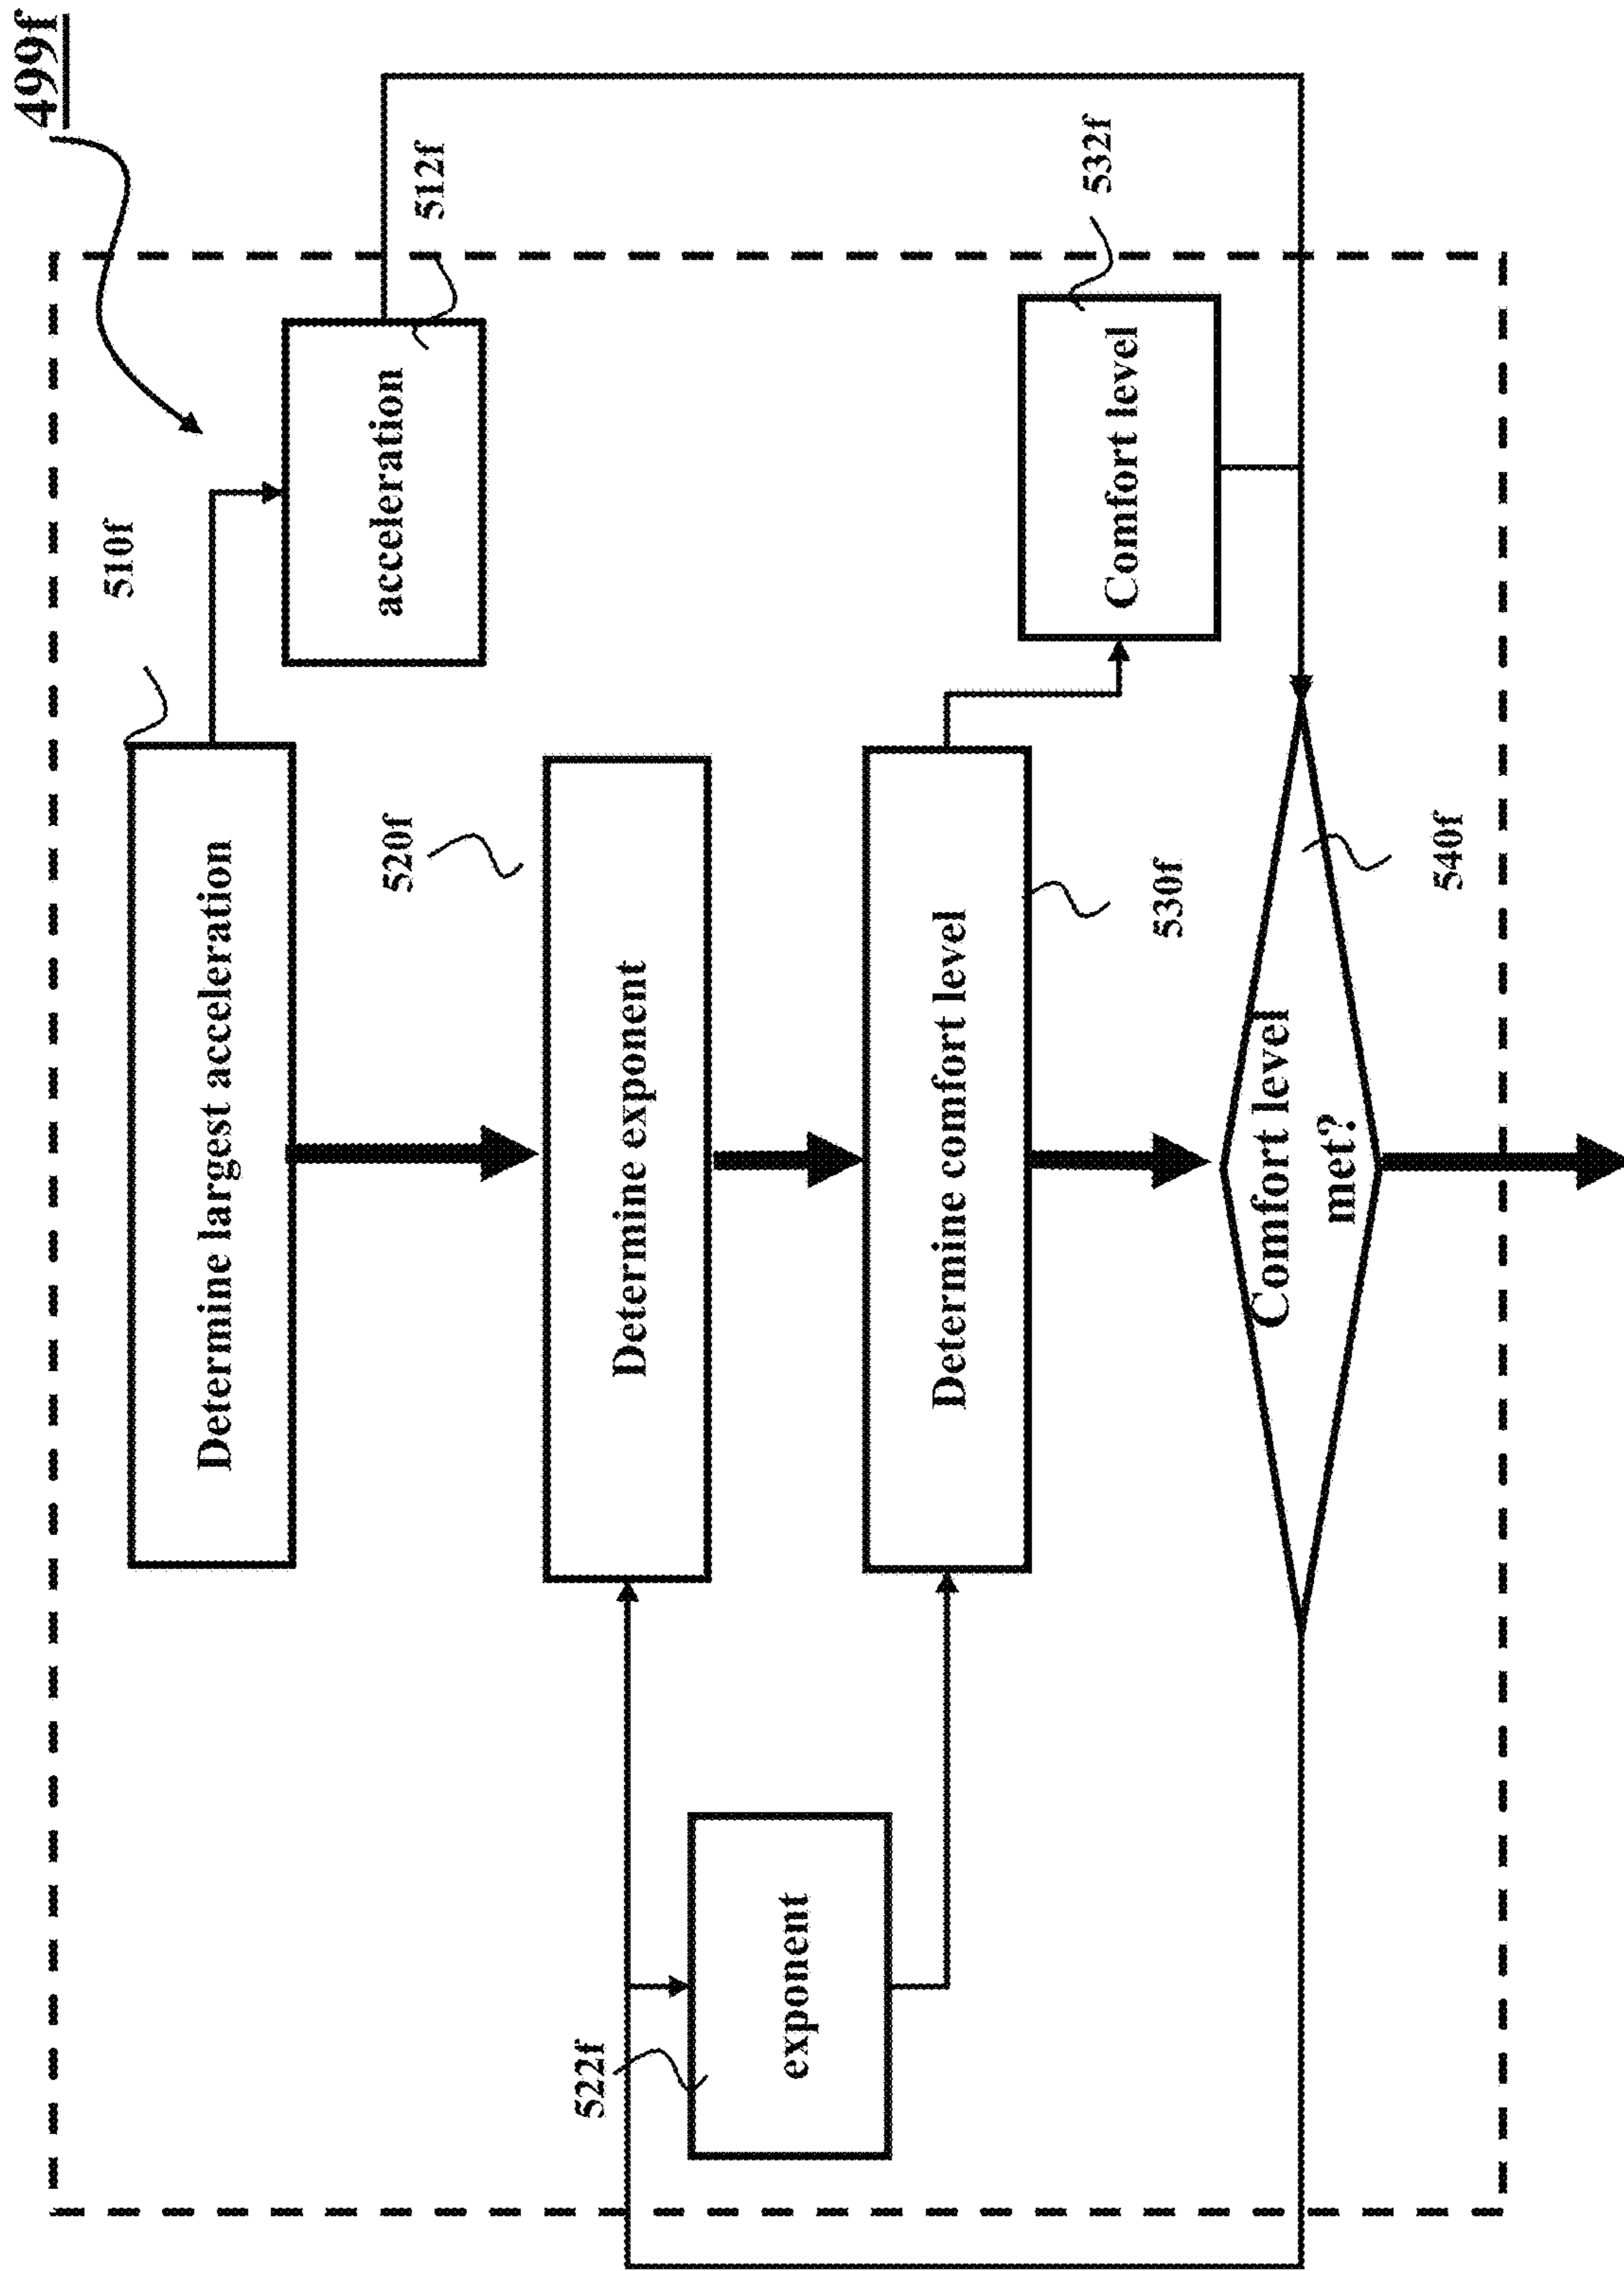 499f
510f
Determine largest acceleration
acceleration
512f
520f
Determine exponent
522f
exponent
Determine comfort level
530f
Comfort level
532f
Comfort level
met?
540f